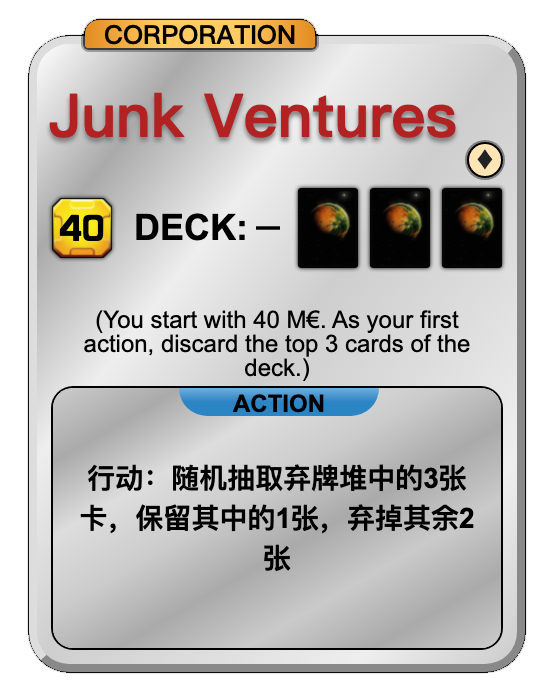 CORPORATION
Junk Ventures
40 DECK: –
(You start with 40 M€. As your first
action, discard the top 3 cards of the
deck.)
ACTION
行动：随机抽取弃牌堆中的3张
卡，保留其中的1张，弃掉其余2
张